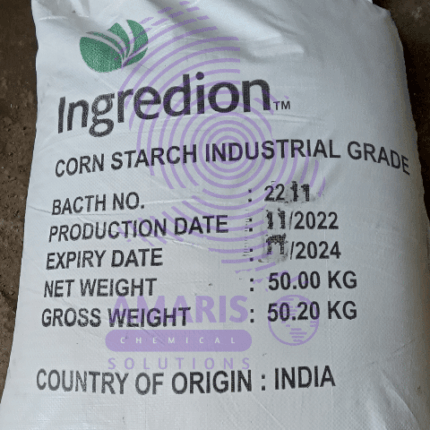 Ingredion™
CORN STARCH INDUSTRIAL GRADE
BACTH NO. : 2211
PRODUCTION DATE : 11/2022
EXPIRY DATE : /2024
NET WEIGHT : 50.00 KG
GROSS WEIGHT : 50.20 KG
AMARIS
CHEMICAL
SOLUTIONS
COUNTRY OF ORIGIN : INDIA